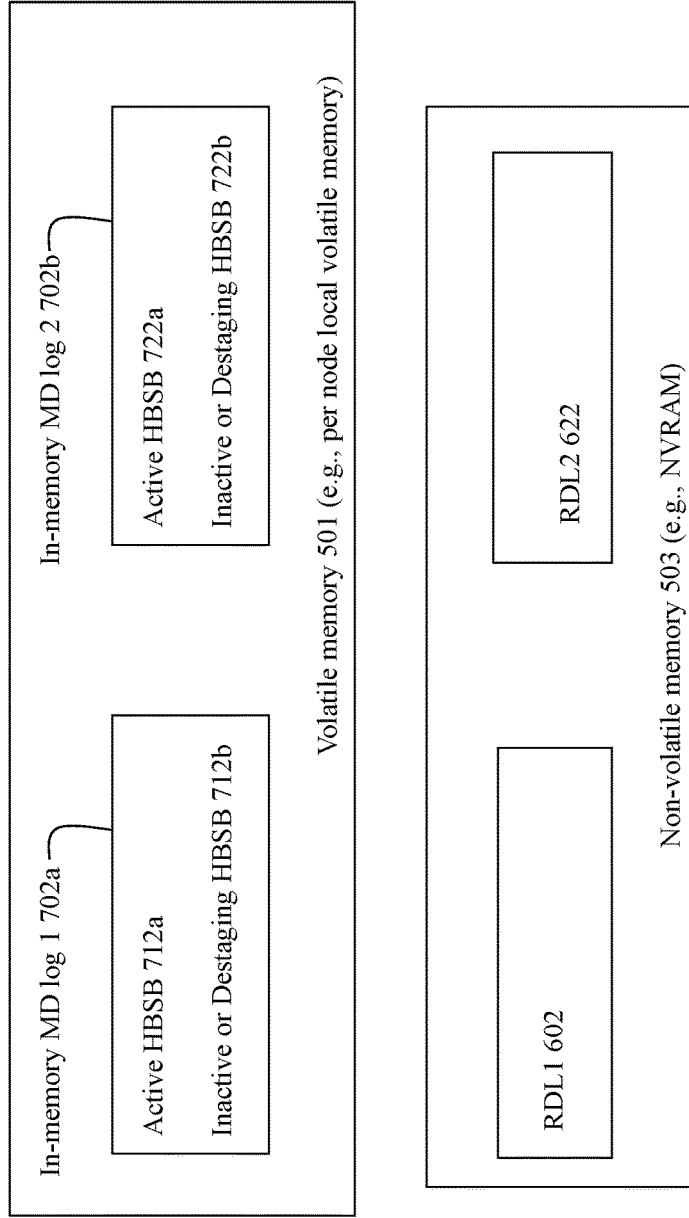 In-memory MD log 1 702a
In-memory MD log 2 702b
Active HBSB 712a
Inactive or Destaging HBSB 712b
Active HBSB 722a
Inactive or Destaging HBSB 722b
Volatile memory 501 (e.g., per node local volatile memory)
RDL1 602
RDL2 622
Non-volatile memory 503 (e.g., NVRAM)